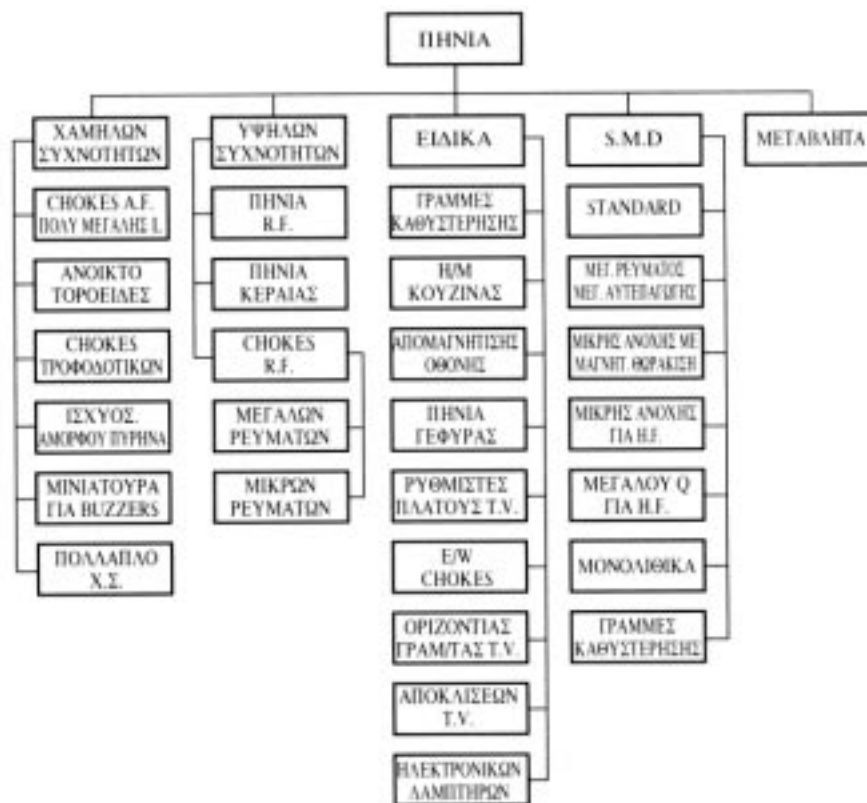 ΠΗΝΙΑ
ΧΑΜΗΛΩΝ
ΣΥΧΝΟΤΗΤΩΝ
CHOKES A.F.
ΠΟΛΥ ΜΕΓΑΛΗΣ L
ΑΝΟΙΚΤΟ
ΤΟΡΟΕΙΔΕΣ
CHOKES
ΤΡΟΦΟΔΟΤΙΚΩΝ
ΙΣΧΥΟΣ.
ΑΜΟΡΦΟΥ ΠΥΡΗΝΑ
ΜΙΝΙΑΤΟΥΡΑ
ΓΙΑ BUZZERS
ΠΟΛΛΑΠΛΟ
Χ.Σ.
ΥΨΗΛΩΝ
ΣΥΧΝΟΤΗΤΩΝ
ΠΗΝΙΑ
R.F.
ΠΗΝΙΑ
ΚΕΡΑΙΑΣ
CHOKES
R.F.
ΜΕΓΑΛΩΝ
ΡΕΥΜΑΤΩΝ
ΜΙΚΡΩΝ
ΡΕΥΜΑΤΩΝ
ΕΙΔΙΚΑ
ΓΡΑΜΜΕΣ
ΚΑΘΥΣΤΕΡΗΣΗΣ
Η/Μ
ΚΟΥΖΙΝΑΣ
ΑΠΟΜΑΓΝΗΤΙΣΗΣ
ΟΘΟΝΗΣ
ΠΗΝΙΑ
ΓΕΦΥΡΑΣ
ΡΥΘΜΙΣΤΕΣ
ΠΛΑΤΟΥΣ T.V.
E/W
CHOKES
ΟΡΙΖΟΝΤΙΑΣ
ΓΡΑΜ/ΤΑΣ T.V.
ΑΠΟΚΛΙΣΕΩΝ
T.V.
ΗΛΕΚΤΡΟΝΙΚΩΝ
ΛΑΜΠΤΗΡΩΝ
S.M.D
STANDARD
ΜΕΓ. ΡΕΥΜΑΤΟΣ
ΜΕΓ. ΑΥΤΕΠΑΓΩΓΗΣ
ΜΙΚΡΗΣ ΑΝΟΧΗΣ ΜΕ
ΜΑΓΝΗΤ. ΘΩΡΑΚΙΣΗ
ΜΙΚΡΗΣ ΑΝΟΧΗΣ
ΓΙΑ H.F.
ΜΕΓΑΛΟΥ Q
ΓΙΑ H.F.
ΜΟΝΟΛΙΘΙΚΑ
ΓΡΑΜΜΕΣ
ΚΑΘΥΣΤΕΡΗΣΗΣ
ΜΕΤΑΒΛΗΤΑ